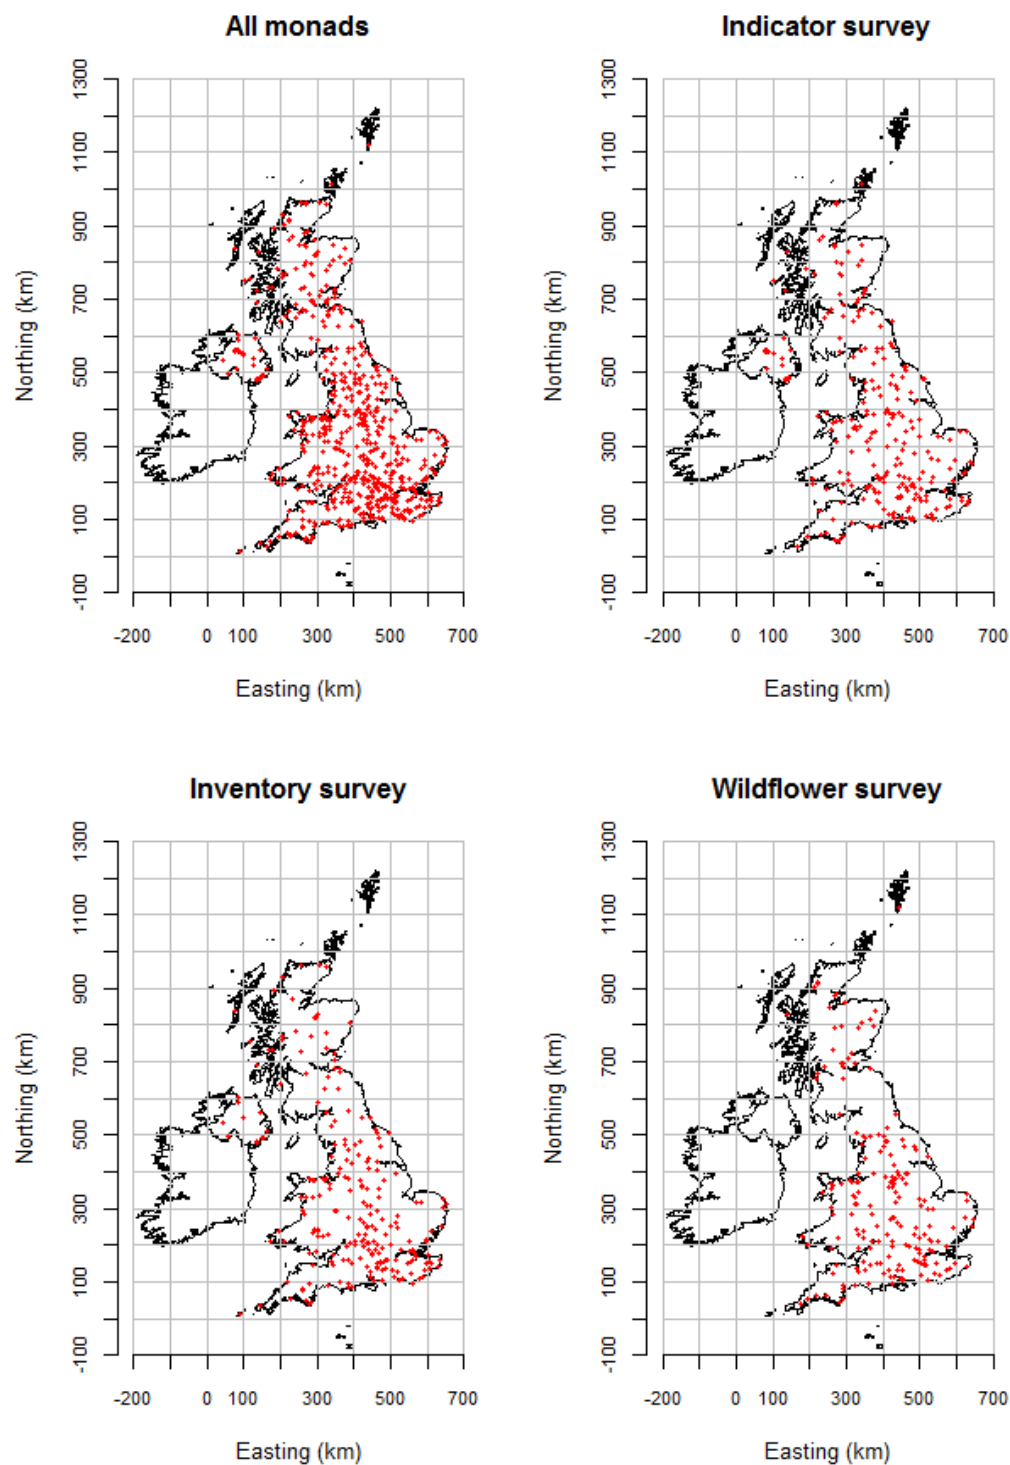 All monads
Northing (km)
1300
1100
900
700
500
300
100
-100
-200 0 100 300 500 700
Easting (km)
Indicator survey
Northing (km)
1300
1100
900
700
500
300
100
-100
-200 0 100 300 500 700
Easting (km)
Inventory survey
Northing (km)
1300
1100
900
700
500
300
100
-100
-200 0 100 300 500 700
Easting (km)
Wildflower survey
Northing (km)
1300
1100
900
700
500
300
100
-100
-200 0 100 300 500 700
Easting (km)